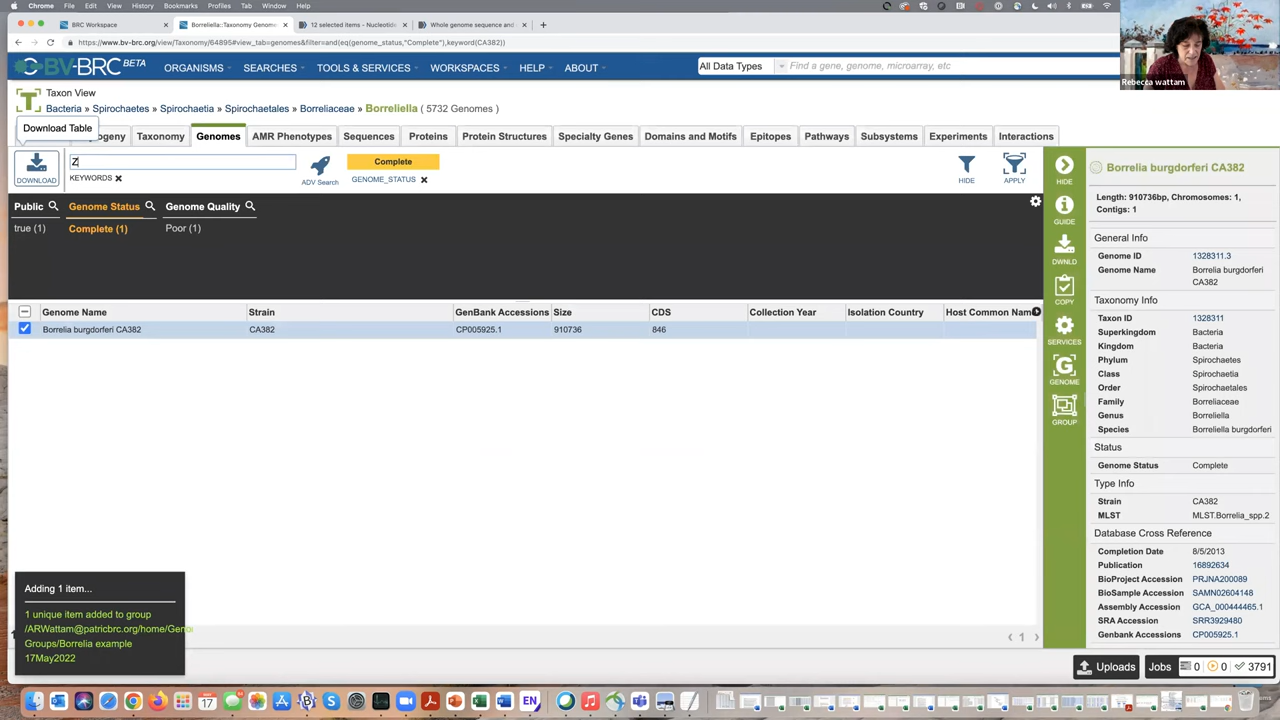 Chrome File Edit View History Bookmarks Profiles Tab Window Help
BRC Workspace × Borreliella::Taxonomy Genome × 12 selected items - Nucleotide × Whole genome sequence and × +
https://www.bv-brc.org/view/Taxonomy/64895#view_tab=genomes&filter=and(eq(genome_status,"Complete"),keyword(CA382))
BV-BRC BETA ORGANISMS SEARCHES TOOLS & SERVICES WORKSPACES HELP ABOUT All Data Types Find a gene, genome, microarray, etc
Rebecca wattam
Taxon View
Bacteria » Spirochaetes » Spirochaetia » Spirochaetales » Borreliaceae » Borreliella ( 5732 Genomes )
Download Table
ogeny Taxonomy Genomes AMR Phenotypes Sequences Proteins Protein Structures Specialty Genes Domains and Motifs Epitopes Pathways Subsystems Experiments Interactions
DOWNLOAD
Z
KEYWORDS ×
ADV Search
Complete
GENOME_STATUS ×
HIDE APPLY
Public Genome Status Genome Quality
true (1) Complete (1) Poor (1)
Genome Name Strain GenBank Accessions Size CDS Collection Year Isolation Country Host Common Nam
Borrelia burgdorferi CA382 CA382 CP005925.1 910736 846
1
Adding 1 item...
1 unique item added to group
/ARWattam@patricbrc.org/home/Geno
Groups/Borrelia example
17May2022
HIDE
GUIDE
DWNLD
COPY
SERVICES
GENOME
GROUP
Borrelia burgdorferi CA382
Length: 910736bp, Chromosomes: 1,
Contigs: 1
General Info
Genome ID 1328311.3
Genome Name Borrelia burgdorferi
CA382
Taxonomy Info
Taxon ID 1328311
Superkingdom Bacteria
Kingdom Bacteria
Phylum Spirochaetes
Class Spirochaetia
Order Spirochaetales
Family Borreliaceae
Genus Borreliella
Species Borreliella burgdorferi
Status
Genome Status Complete
Type Info
Strain CA382
MLST MLST.Borrelia_spp.2
Database Cross Reference
Completion Date 8/5/2013
Publication 16892634
BioProject Accession PRJNA200089
BioSample Accession SAMN02604148
Assembly Accession GCA_000444465.1
SRA Accession SRR3929480
Genbank Accessions CP005925.1
Uploads Jobs 0 0 3791
17
EN